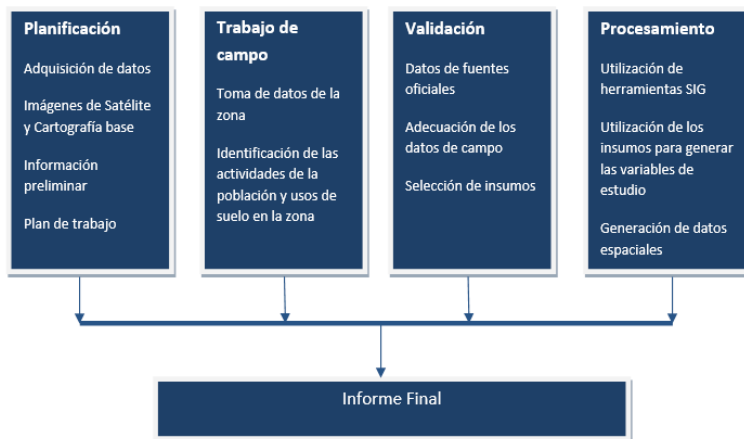 Planificación
Adquisición de datos
Imágenes de Satélite
y Cartografía base
Información
preliminar
Plan de trabajo
Trabajo de
campo
Toma de datos de la
zona
Identificación de las
actividades de la
población y usos de
suelo en la zona
Validación
Datos de fuentes
oficiales
Adecuación de los
datos de campo
Selección de insumos
Procesamiento
Utilización de
herramientas SIG
Utilización de los
insumos para generar
las variables de
estudio
Generación de datos
espaciales
Informe Final